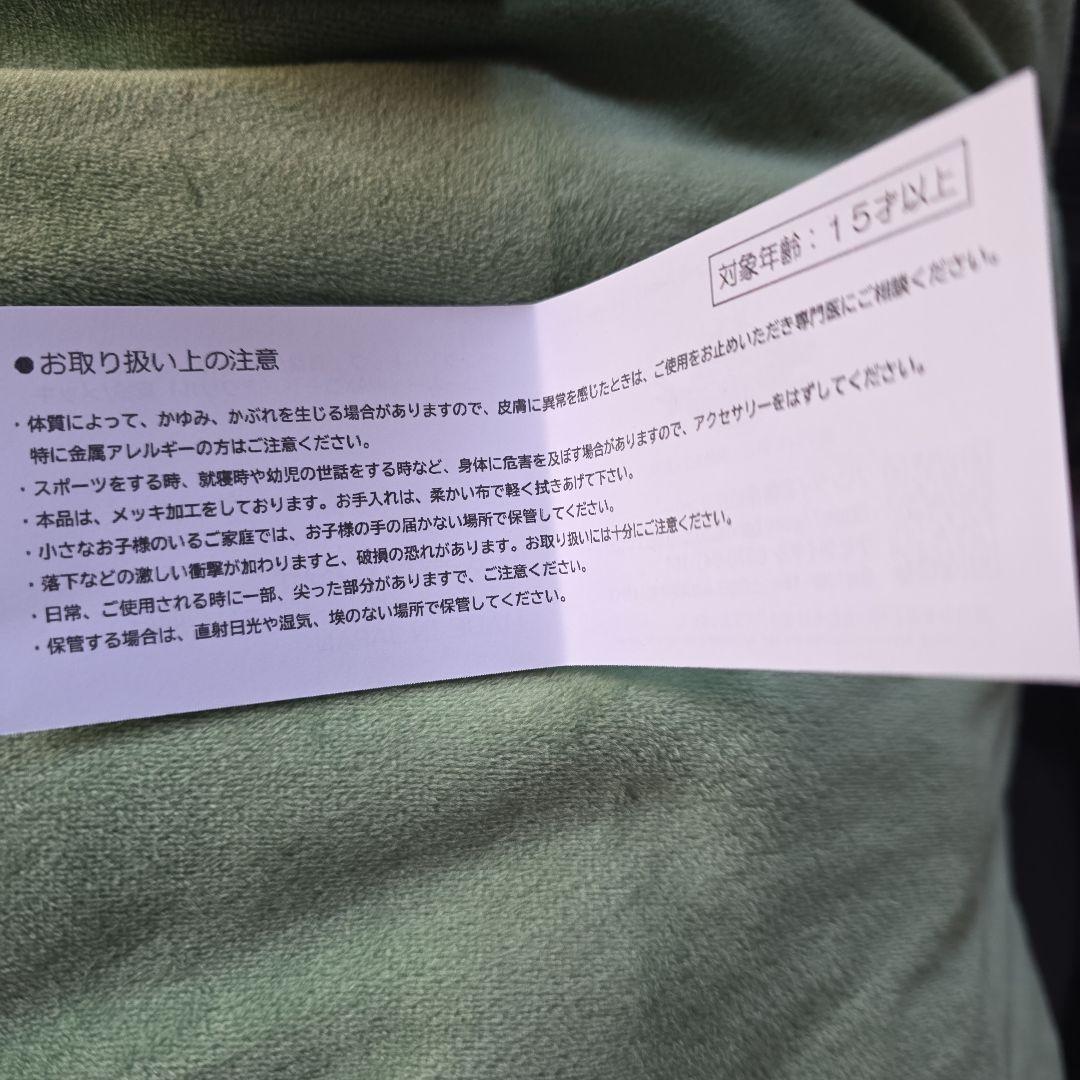 対象年齢：15才以上
●お取り扱い上の注意
・体質によって、かゆみ、かぶれを生じる場合がありますので、皮膚に異常を感じたときは、ご使用をお止めいただき専門医にご相談ください。
特に金属アレルギーの方はご注意ください。
・スポーツをする時、就寝時や幼児の世話をする時など、身体に危害を及ぼす場合がありますので、アクセサリーをはずしてください。
・本品は、メッキ加工をしております。お手入れは、柔かい布で軽く拭きあげて下さい。
・小さなお子様のいるご家庭では、お子様の手の届かない場所で保管してください。
・落下などの激しい衝撃が加わりますと、破損の恐れがあります。お取り扱いには十分にご注意ください。
・日常、ご使用される時に一部、尖った部分がありますで、ご注意ください。
・保管する場合は、直射日光や湿気、埃のない場所で保管してください。